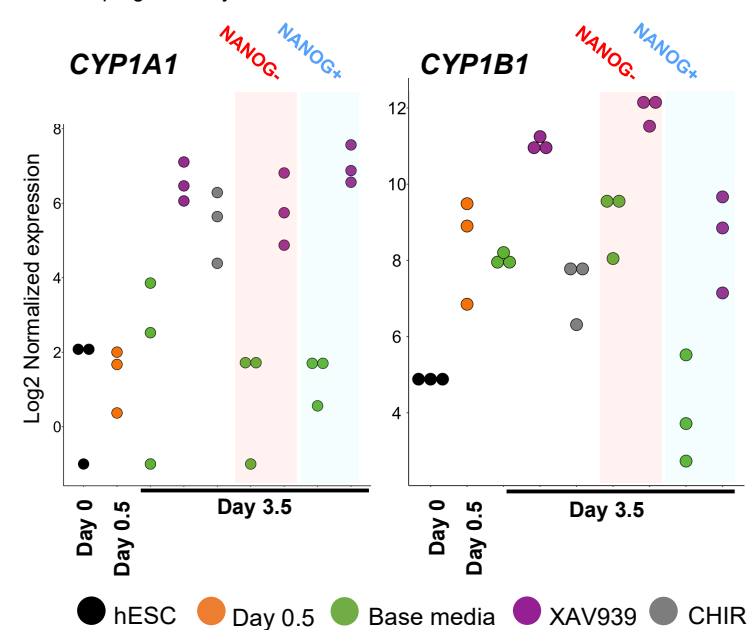 NANOG-
NANOG+
CYP1A1
Log2 Normalized expression
8
6
4
2
0
Day 0
Day 0.5
Day 3.5
NANOG-
NANOG+
CYP1B1
12
10
8
6
4
Day 0
Day 0.5
Day 3.5
hESC
Day 0.5
Base media
XAV939
CHIR